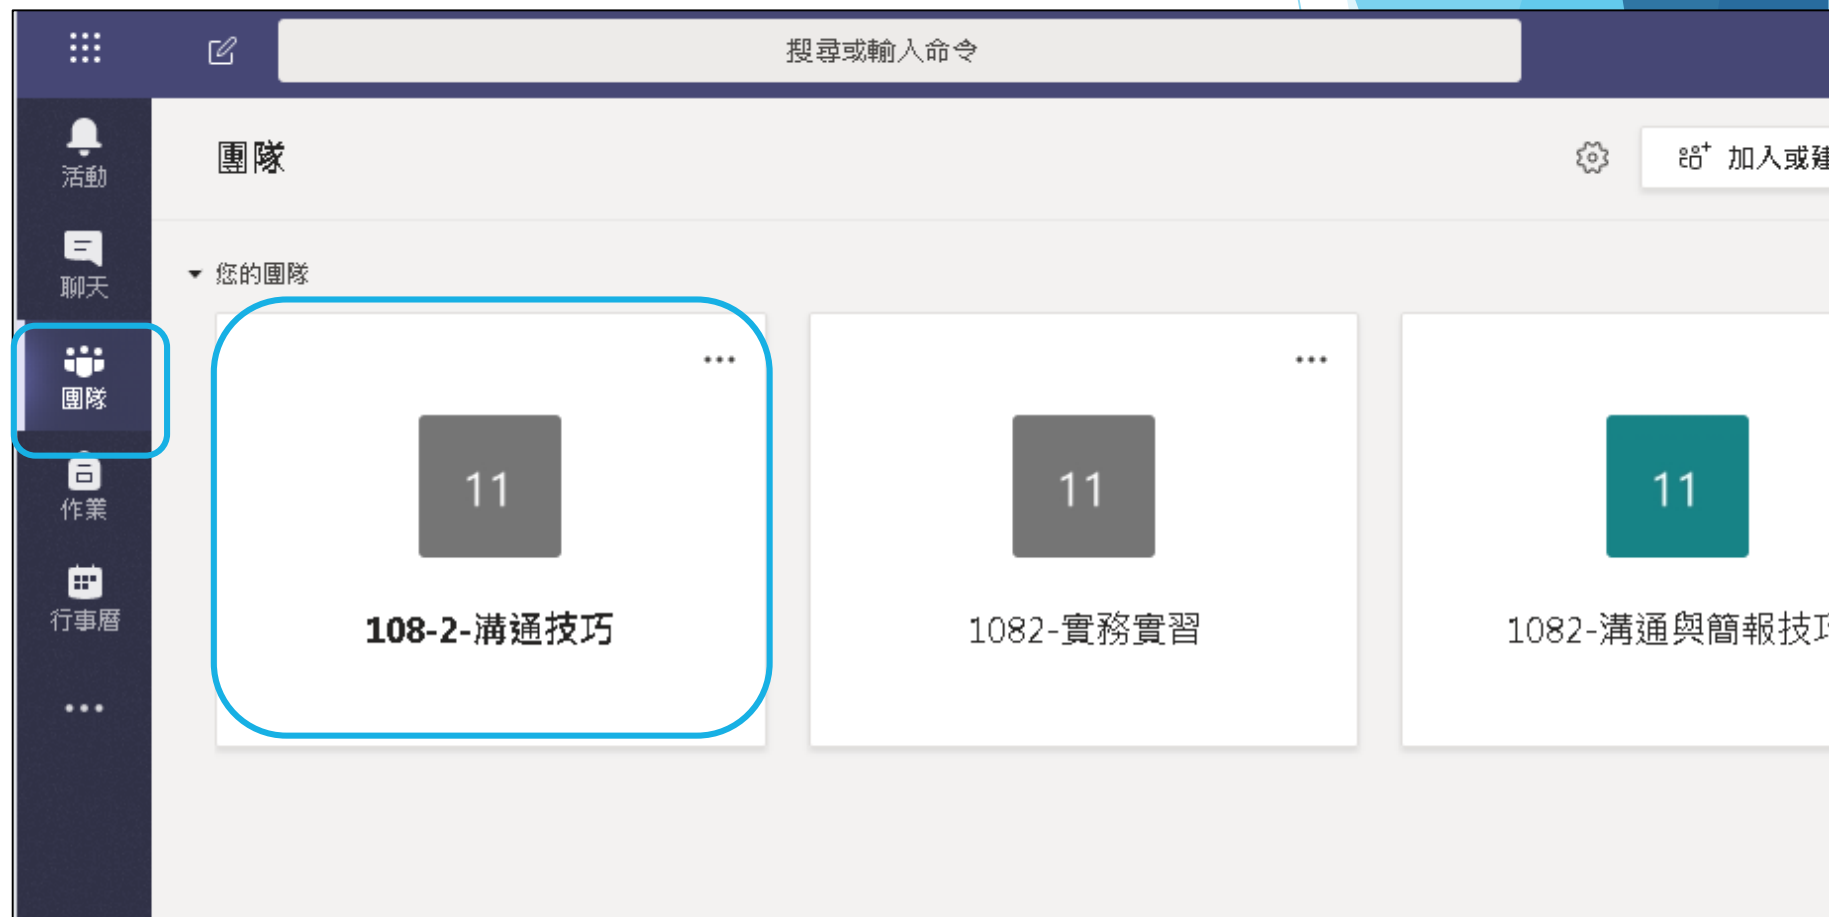 搜尋或輸入命令
活動
聊天
團隊
作業
行事曆
團隊
加入或建
您的團隊
11
108-2-溝通技巧
11
1082-實務實習
11
1082-溝通與簡報技巧